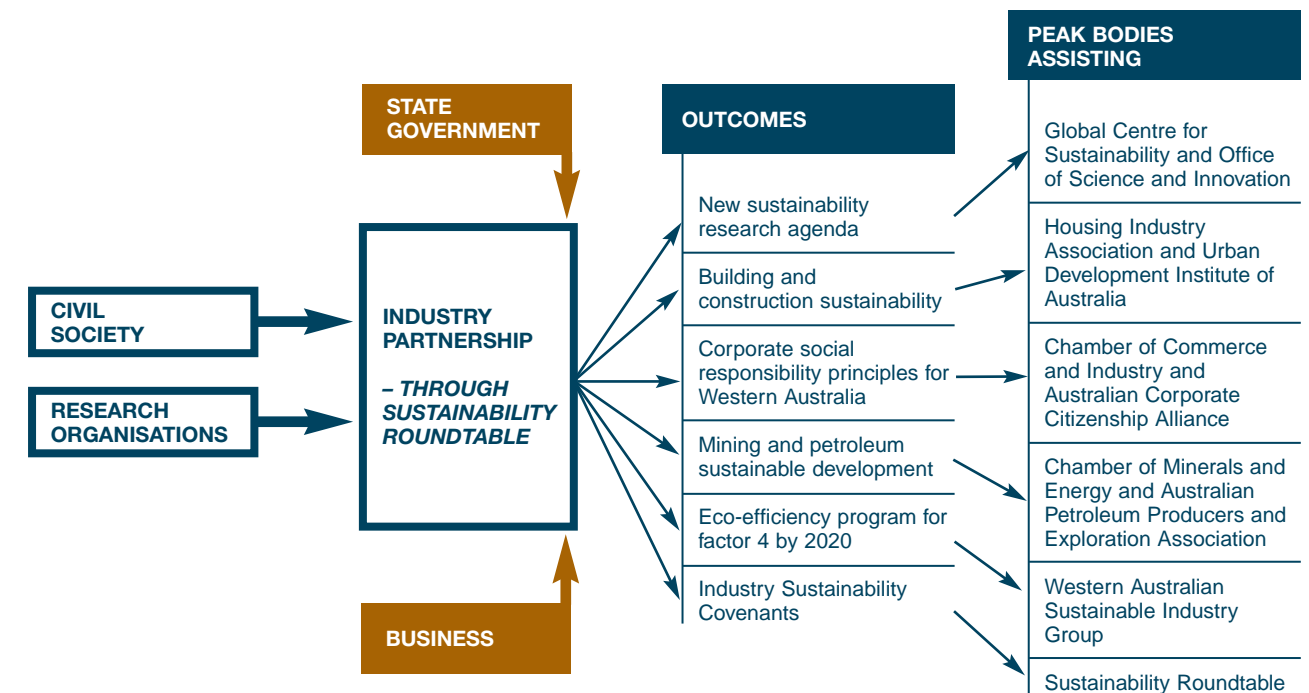 STATE
GOVERNMENT
CIVIL
SOCIETY
RESEARCH
ORGANISATIONS
INDUSTRY
PARTNERSHIP
– THROUGH
SUSTAINABILITY
ROUNDTABLE
BUSINESS
OUTCOMES
New sustainability
research agenda
Building and
construction sustainability
Corporate social
responsibility principles for
Western Australia
Mining and petroleum
sustainable development
Eco-efficiency program for
factor 4 by 2020
Industry Sustainability
Covenants
PEAK BODIES
ASSISTING
Global Centre for
Sustainability and Office
of Science and Innovation
Housing Industry
Association and Urban
Development Institute of
Australia
Chamber of Commerce
and Industry and
Australian Corporate
Citizenship Alliance
Chamber of Minerals and
Energy and Australian
Petroleum Producers and
Exploration Association
Western Australian
Sustainable Industry
Group
Sustainability Roundtable